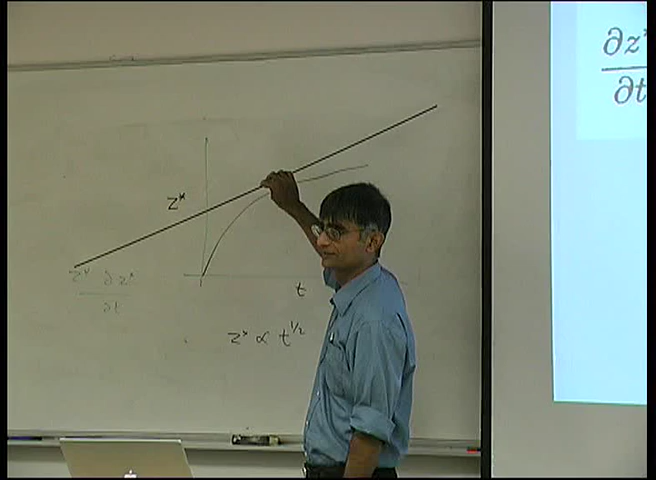 ∂z*
∂t
z*
z* ∂z*
∂t
t
z* ∝ t^{1/2}